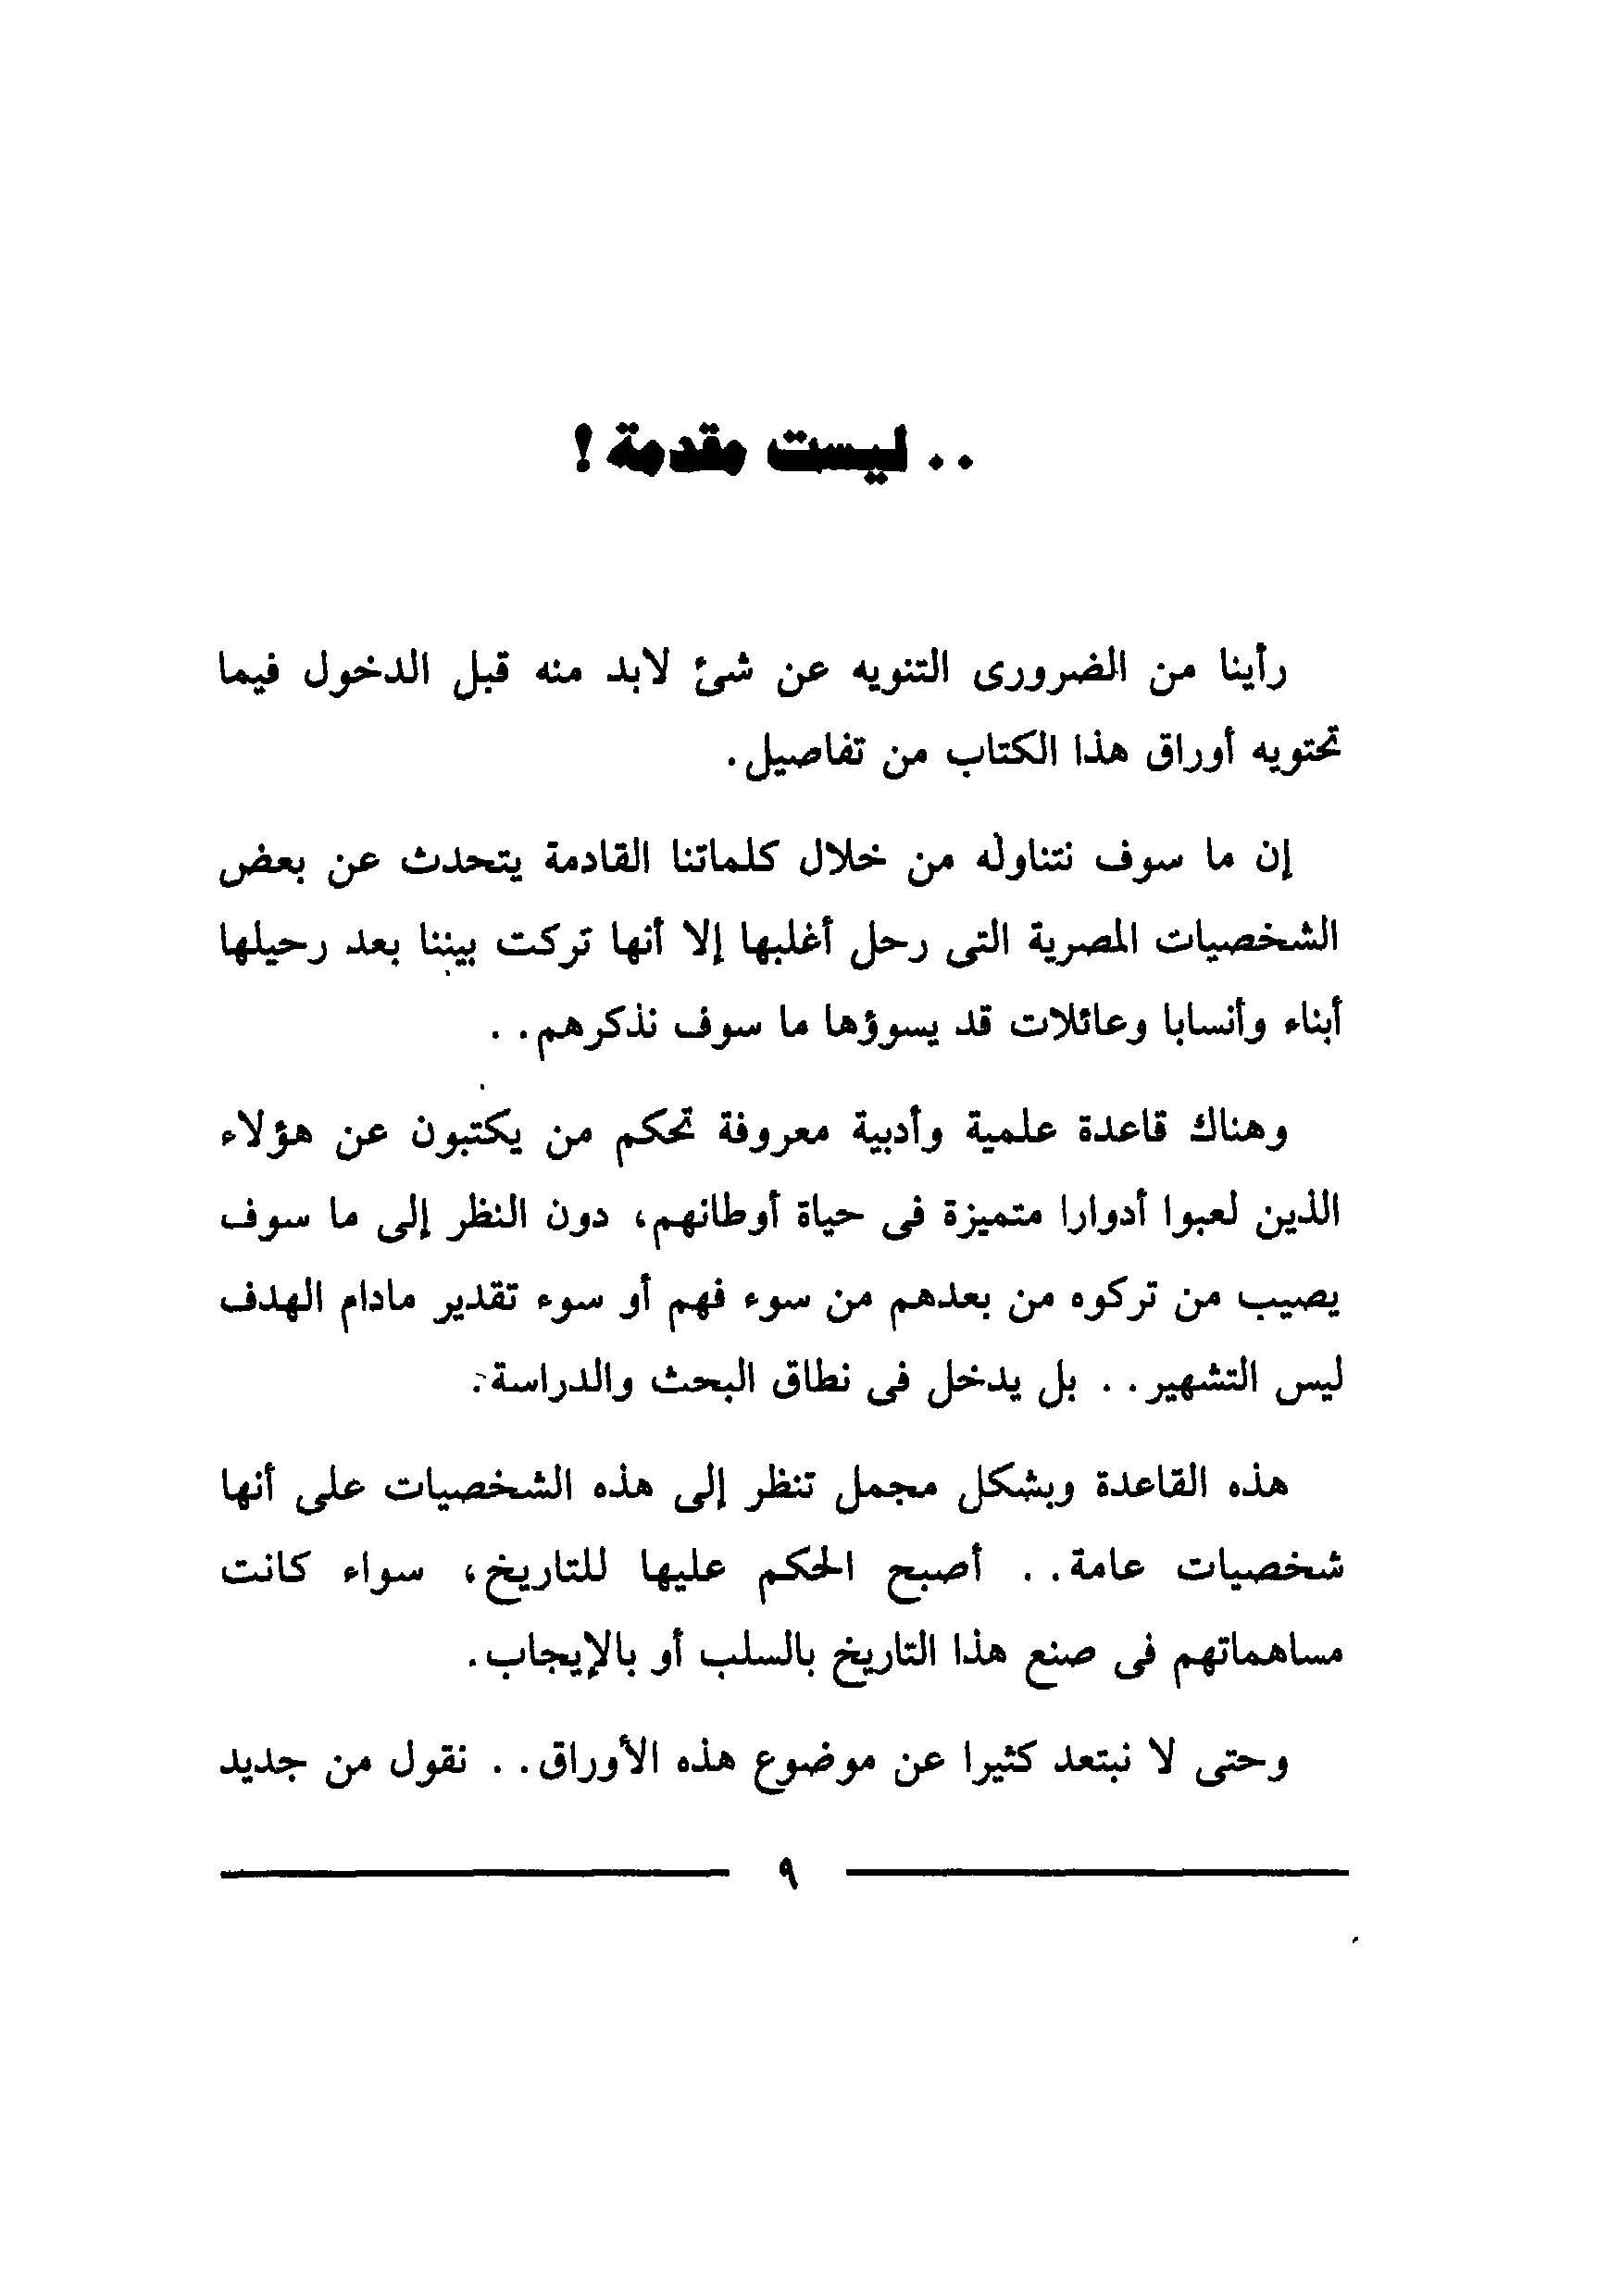 .. ليست مقدمة !
رأينا من الضرورى التنويه عن شئ لابد منه قبل الدخول فيما
تحتويه أوراق هذا الكتاب من تفاصيل.
إن ما سوف نتناوله من خلال كلماتنا القادمة يتحدث عن بعض
الشخصيات المصرية التى رحل أغلبها إلا أنها تركت بيننا بعد رحيلها
أبناء وأنسابا وعائلات قد يسوؤها ما سوف نذكرهم..
وهناك قاعدة علمية وأدبية معروفة تحكم من يكتبون عن هؤلاء
الذين لعبوا أدوارا متميزة فى حياة أوطانهم، دون النظر إلى ما سوف
يصيب من تركوه من بعدهم من سوء فهم أو سوء تقدير مادام الهدف
ليس التشهير.. بل يدخل فى نطاق البحث والدراسة.
هذه القاعدة وبشكل مجمل تنظر إلى هذه الشخصيات على أنها
شخصيات عامة.. أصبح الحكم عليها للتاريخ، سواء كانت
مساهماتهم فى صنع هذا التاريخ بالسلب أو بالإيجاب.
وحتى لا نبتعد كثيرا عن موضوع هذه الأوراق.. نقول من جديد
٩